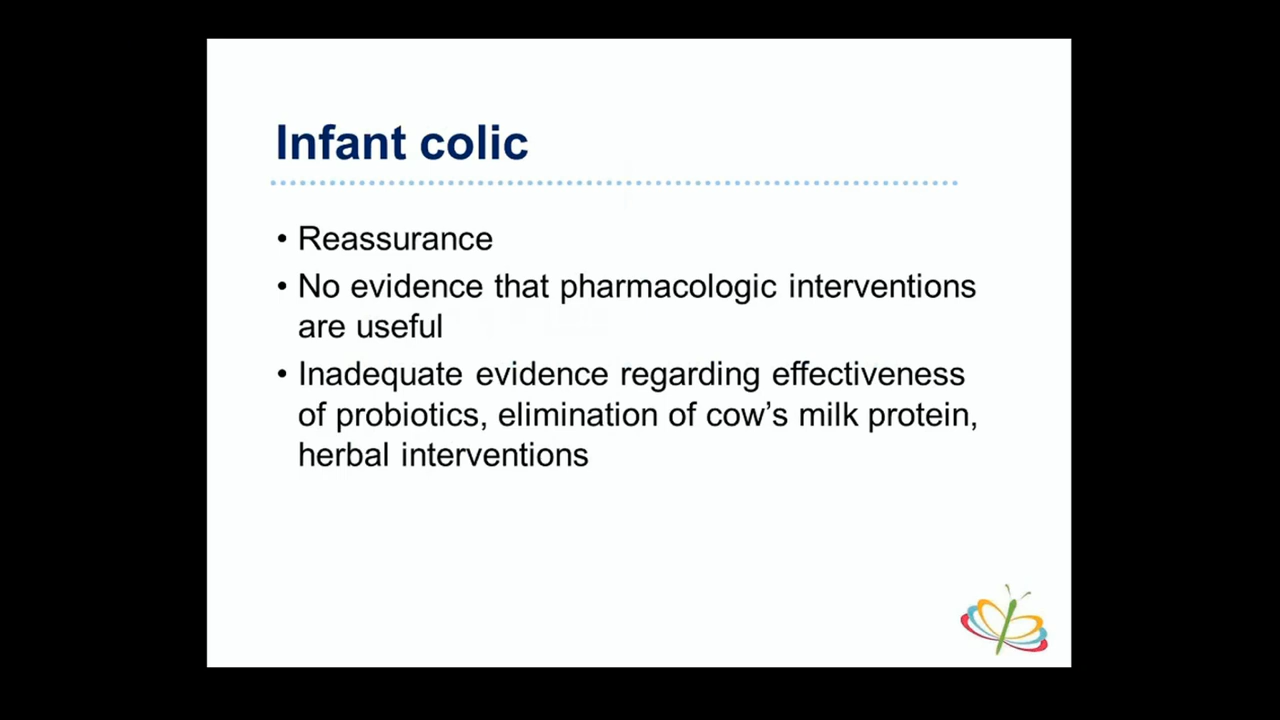 Infant colic
• Reassurance
• No evidence that pharmacologic interventions
are useful
• Inadequate evidence regarding effectiveness
of probiotics, elimination of cow’s milk protein,
herbal interventions